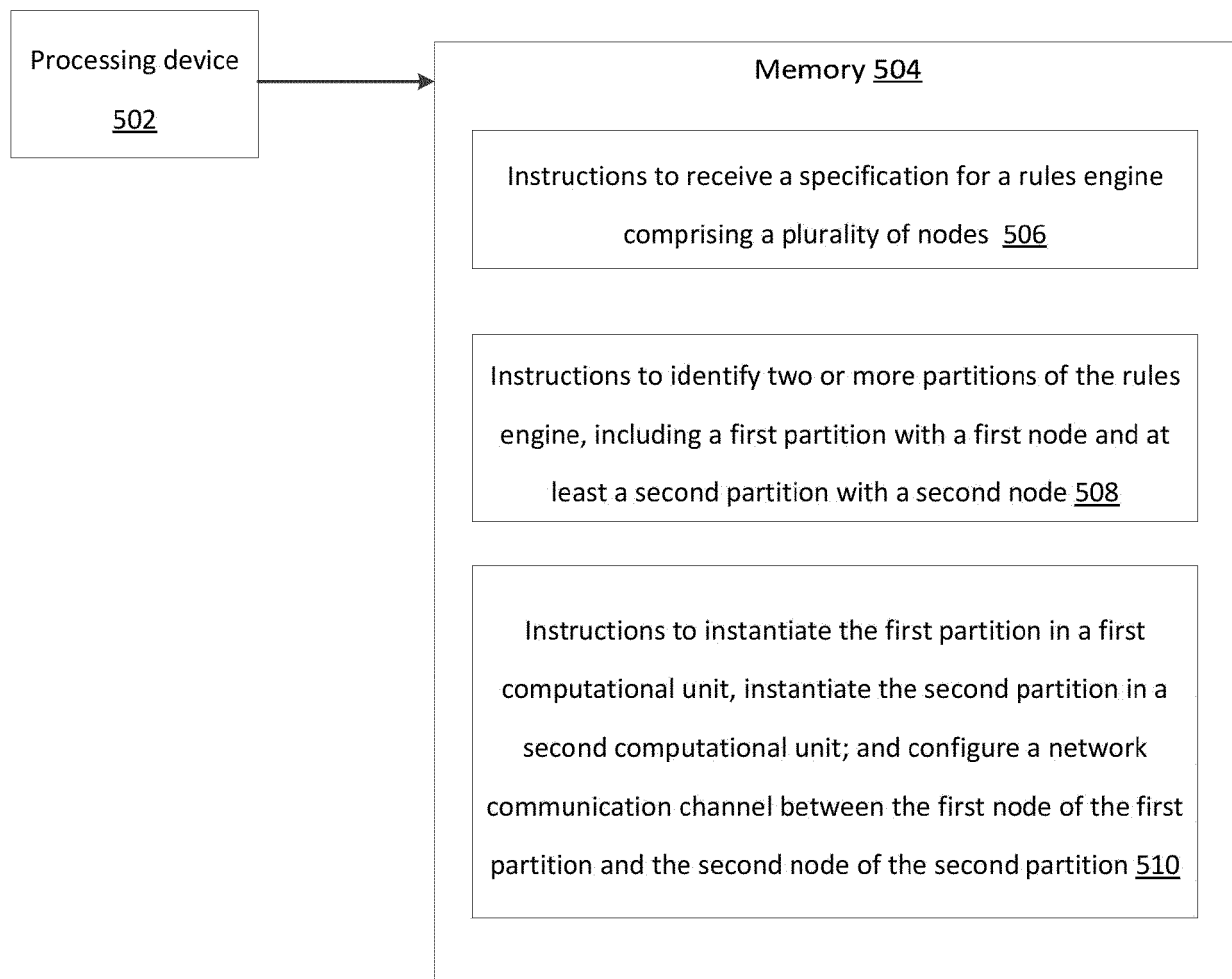 Processing device
502
Memory 504
Instructions to receive a specification for a rules engine
comprising a plurality of nodes 506
Instructions to identify two or more partitions of the rules
engine, including a first partition with a first node and at
least a second partition with a second node 508
Instructions to instantiate the first partition in a first
computational unit, instantiate the second partition in a
second computational unit; and configure a network
communication channel between the first node of the first
partition and the second node of the second partition 510